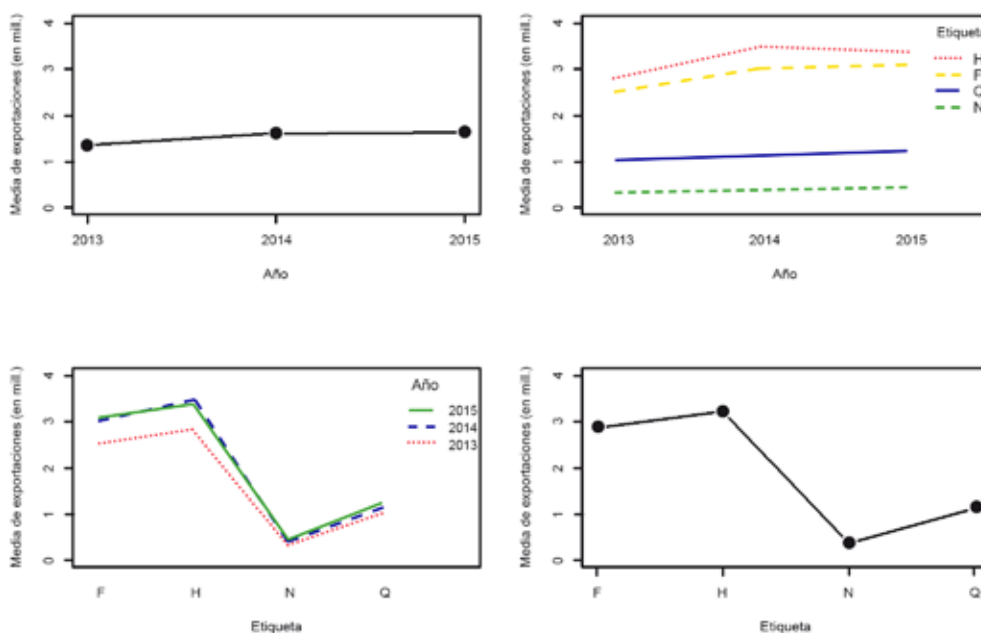 Media de exportaciones (en mill.)
4
3
2
1
0
2013 2014 2015
Año
Media de exportaciones (en mill.)
4
3
2
1
0
Etiqueta
H
F
Q
N
2013 2014 2015
Año
Media de exportaciones (en mill.)
4
3
2
1
0
Año
2015
2014
2013
F H N Q
Etiqueta
Media de exportaciones (en mill.)
4
3
2
1
0
F H N Q
Etiqueta